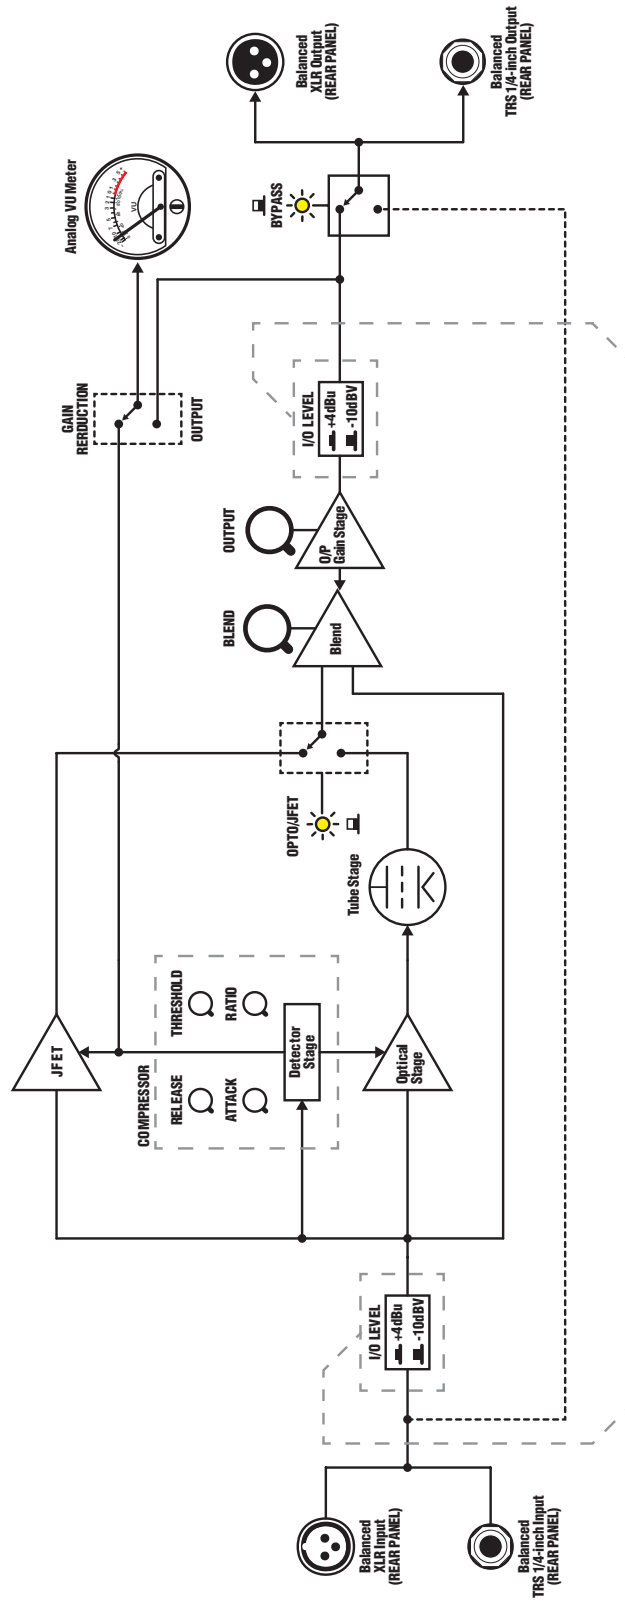 JFET
GAIN
RERDUCTION
OUTPUT
Analog VU Meter
VU
COMPRESSOR
RELEASE
THRESHOLD
ATTACK
RATIO
Detector
Stage
OPTO/JFET
BLEND
OUTPUT
Blend
O/P
Gain Stage
I/O LEVEL
+4dBu
-10dBV
BYPASS
Balanced
XLR Output
(REAR PANEL)
Balanced
XLR Input
(REAR PANEL)
I/O LEVEL
+4dBu
-10dBV
Optical
Stage
Tube Stage
Balanced
TRS 1/4-inch Output
(REAR PANEL)
Balanced
TRS 1/4-inch Input
(REAR PANEL)